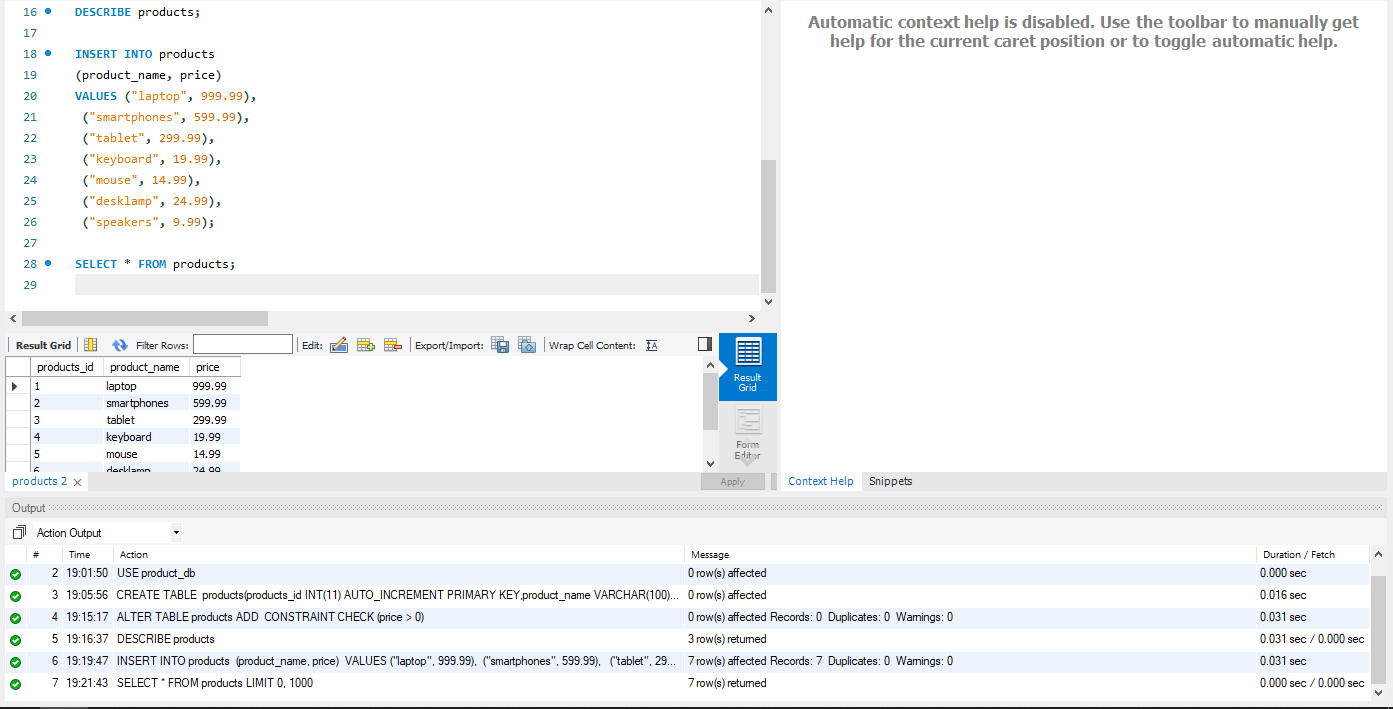 16 DESCRIBE products;
17
18 INSERT INTO products
19 (product_name, price)
20 VALUES ("laptop", 999.99),
21 ("smartphones", 599.99),
22 ("tablet", 299.99),
23 ("keyboard", 19.99),
24 ("mouse", 14.99),
25 ("desklamp", 24.99),
26 ("speakers", 9.99);
27
28 SELECT * FROM products;
29
Automatic context help is disabled. Use the toolbar to manually get
help for the current caret position or to toggle automatic help.
Result Grid Filter Rows: Edit: Export/Import: Wrap Cell Content: IA
products_id product_name price
1 laptop 999.99
2 smartphones 599.99
3 tablet 299.99
4 keyboard 19.99
5 mouse 14.99
6 desklamp 24.99
Result
Grid
Form
Editor
products 2
Apply
Context Help Snippets
Output
Action Output
# Time Action Message Duration / Fetch
2 19:01:50 USE product_db 0 row(s) affected 0.000 sec
3 19:05:56 CREATE TABLE products(products_id INT(11) AUTO_INCREMENT PRIMARY KEY,product_name VARCHAR(100)... 0 row(s) affected 0.016 sec
4 19:15:17 ALTER TABLE products ADD CONSTRAINT CHECK (price > 0) 0 row(s) affected Records: 0 Duplicates: 0 Warnings: 0 0.031 sec
5 19:16:37 DESCRIBE products 3 row(s) returned 0.031 sec / 0.000 sec
6 19:19:47 INSERT INTO products (product_name, price) VALUES ("laptop", 999.99), ("smartphones", 599.99), ("tablet", 29... 7 row(s) affected Records: 7 Duplicates: 0 Warnings: 0 0.031 sec
7 19:21:43 SELECT * FROM products LIMIT 0, 1000 7 row(s) returned 0.000 sec / 0.000 sec